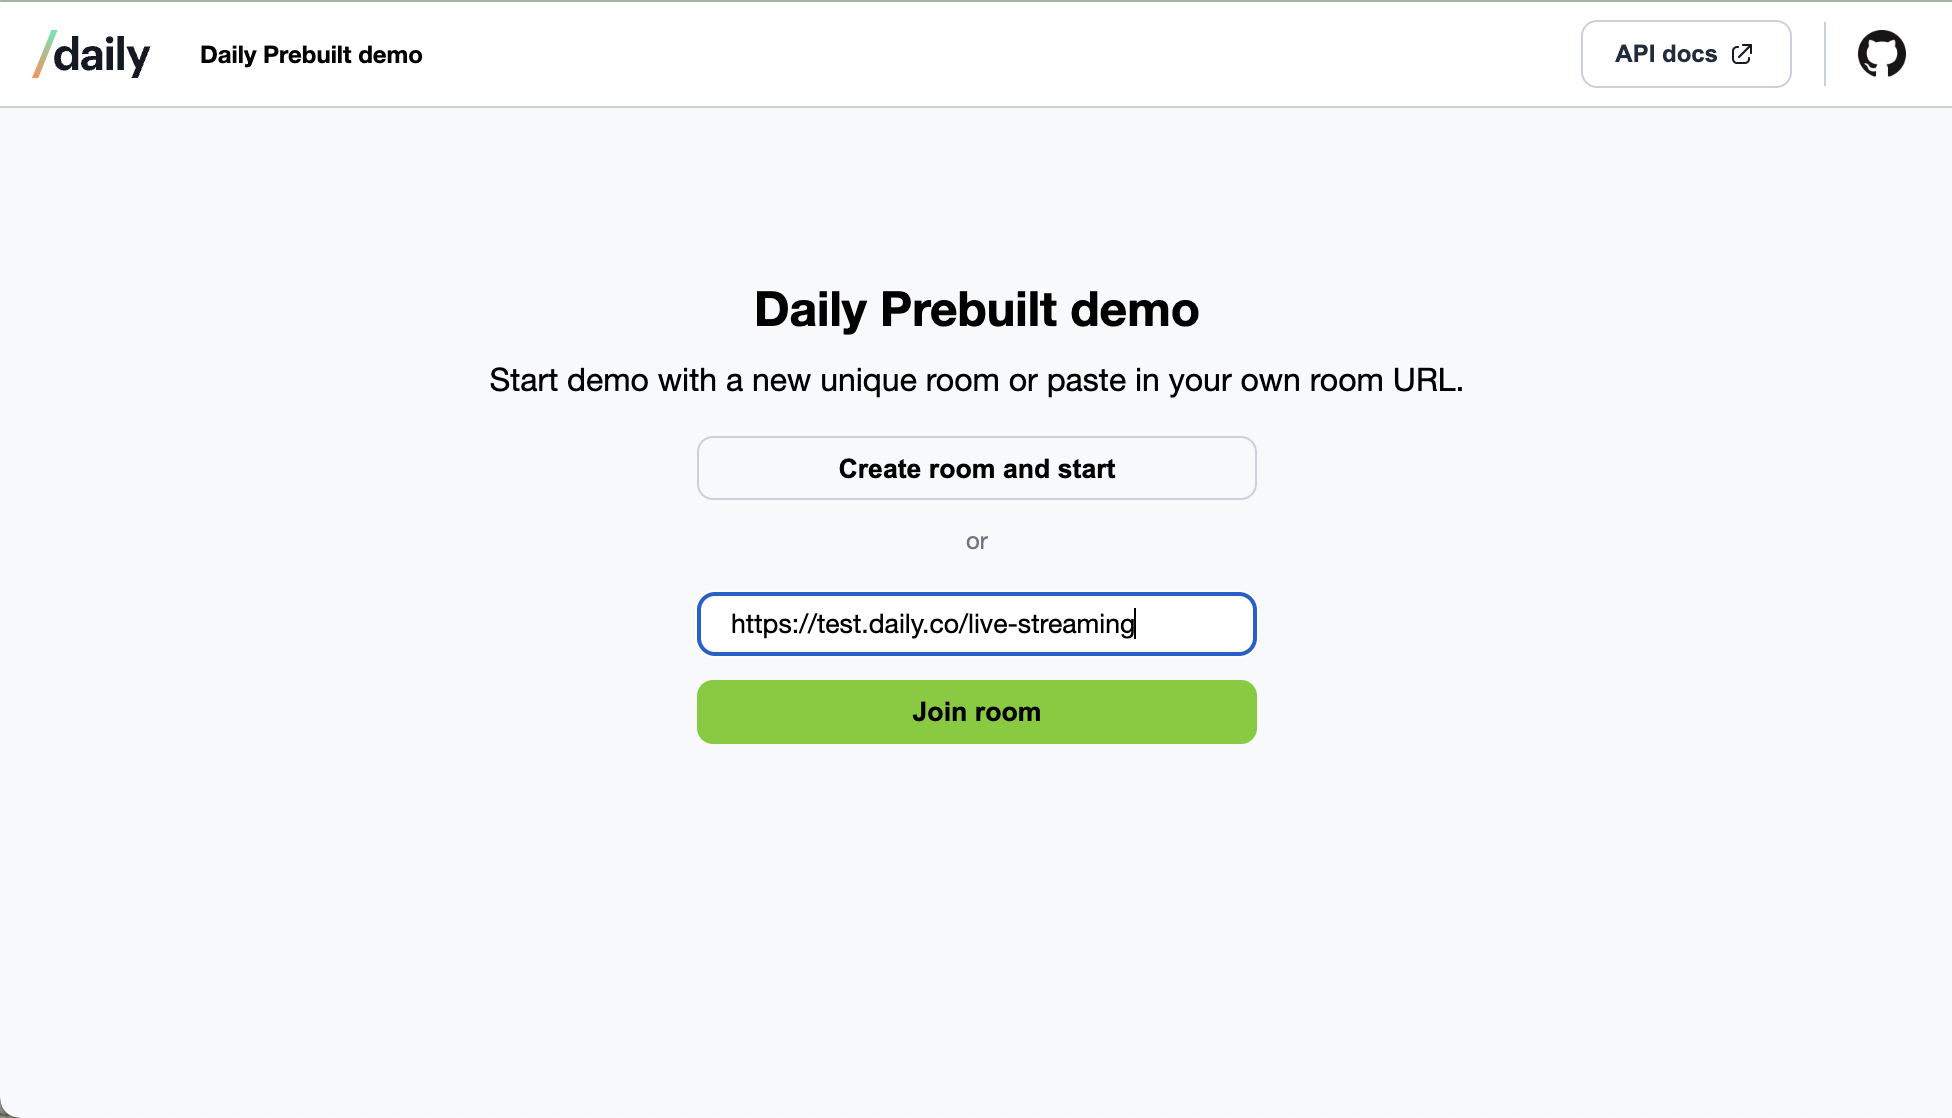 /daily
Daily Prebuilt demo
API docs
Daily Prebuilt demo
Start demo with a new unique room or paste in your own room URL.
Create room and start
or
https://test.daily.co/live-streaming
Join room